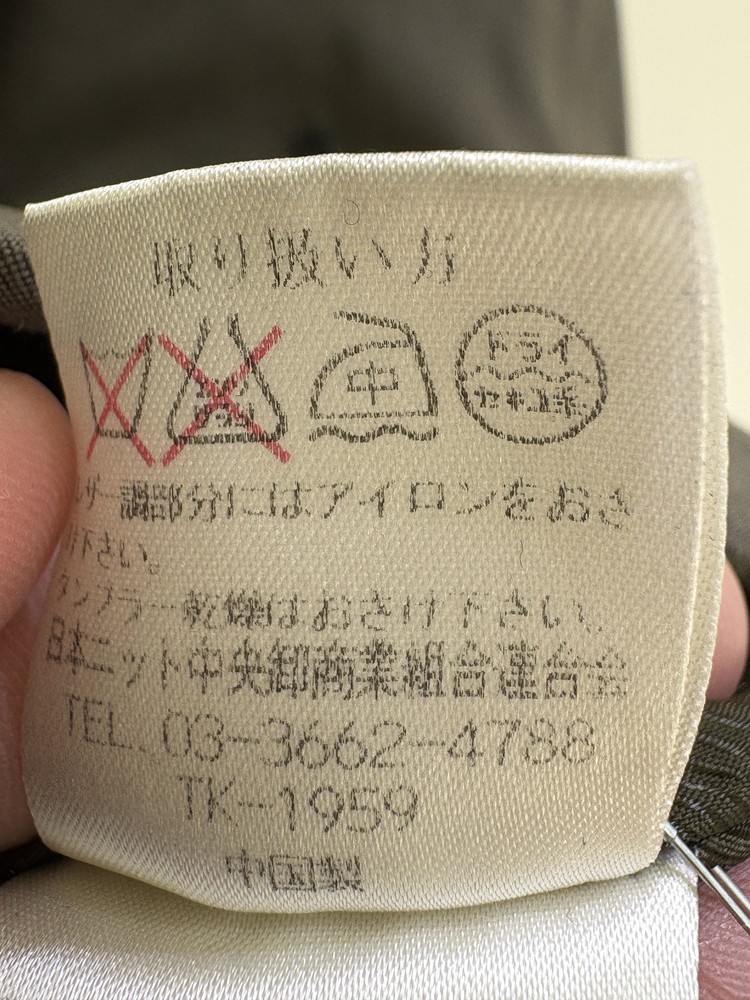 取り扱い方
中 ドライ
セキユ系
レザー調部分にはアイロンをおさ
け下さい。
タンブラー乾燥はおさけ下さい。
日本ニット中央卸商業組合連合会
TEL. 03-3662-4788
TK-1959
中国製